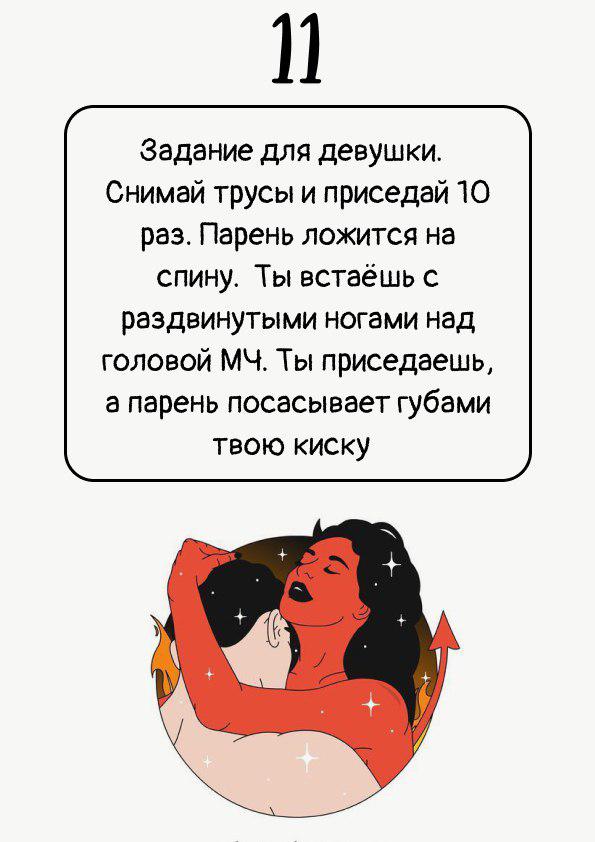 11
Задание для девушки.
Снимай трусы и приседай 10
раз. Парень ложится на
спину. Ты встаёшь с
раздвинутыми ногами над
головой МЧ. Ты приседаешь,
а парень посасывает губами
твою киску